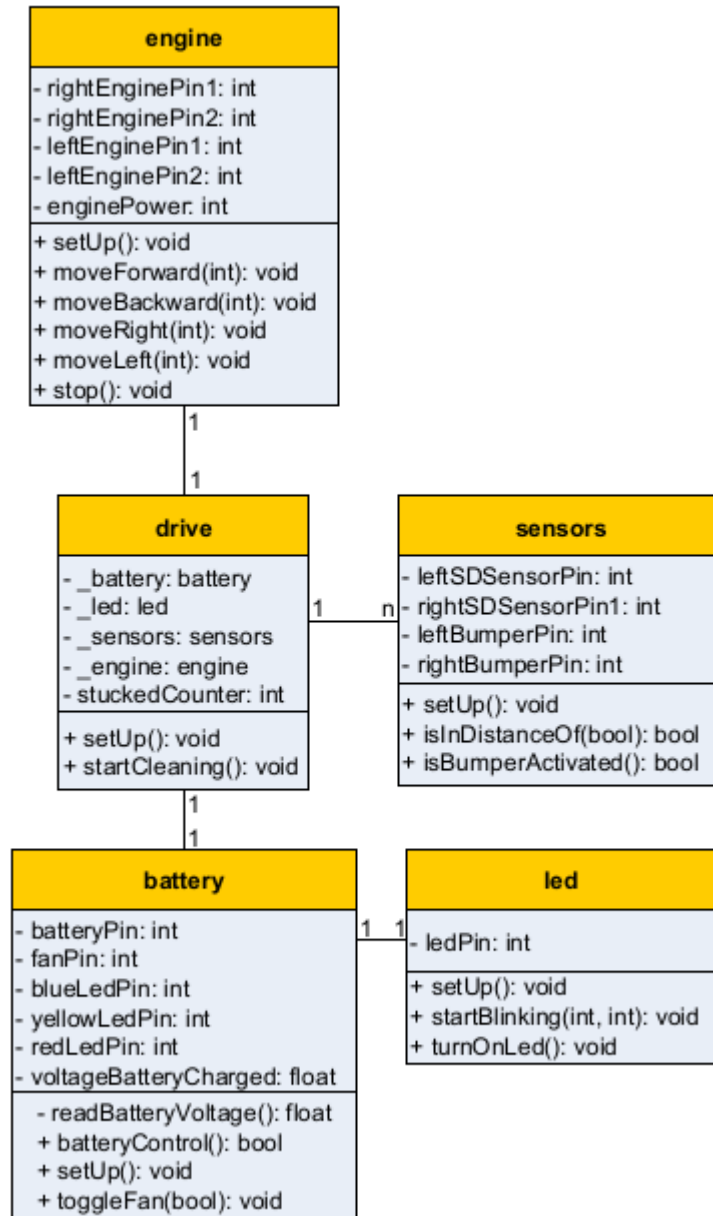 engine
- rightEnginePin1: int
- rightEnginePin2: int
- leftEnginePin1: int
- leftEnginePin2: int
- enginePower: int
+ setUp(): void
+ moveForward(int): void
+ moveBackward(int): void
+ moveRight(int): void
+ moveLeft(int): void
+ stop(): void
1
1
drive
- _battery: battery
- _led: led
- _sensors: sensors
- _engine: engine
- stuckedCounter: int
+ setUp(): void
+ startCleaning(): void
1
n
sensors
- leftSDSensorPin: int
- rightSDSensorPin1: int
- leftBumperPin: int
- rightBumperPin: int
+ setUp(): void
+ isInDistanceOf(bool): bool
+ isBumperActivated(): bool
1
1
battery
- batteryPin: int
- fanPin: int
- blueLedPin: int
- yellowLedPin: int
- redLedPin: int
- voltageBatteryCharged: float
- readBatteryVoltage(): float
+ batteryControl(): bool
+ setUp(): void
+ toggleFan(bool): void
1
1
led
- ledPin: int
+ setUp(): void
+ startBlinking(int, int): void
+ turnOnLed(): void